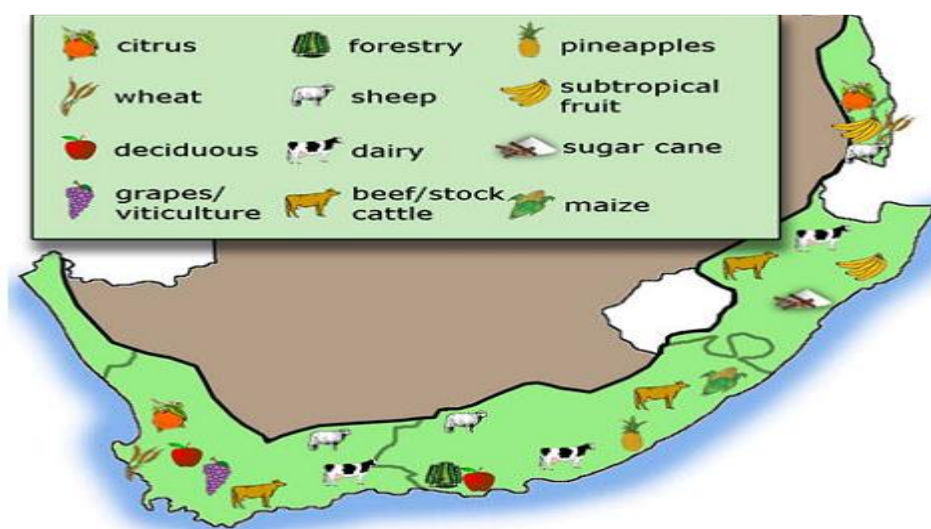 citrus
forestry
pineapples
wheat
sheep
subtropical
fruit
deciduous
dairy
sugar cane
grapes/
viticulture
beef/stock
cattle
maize